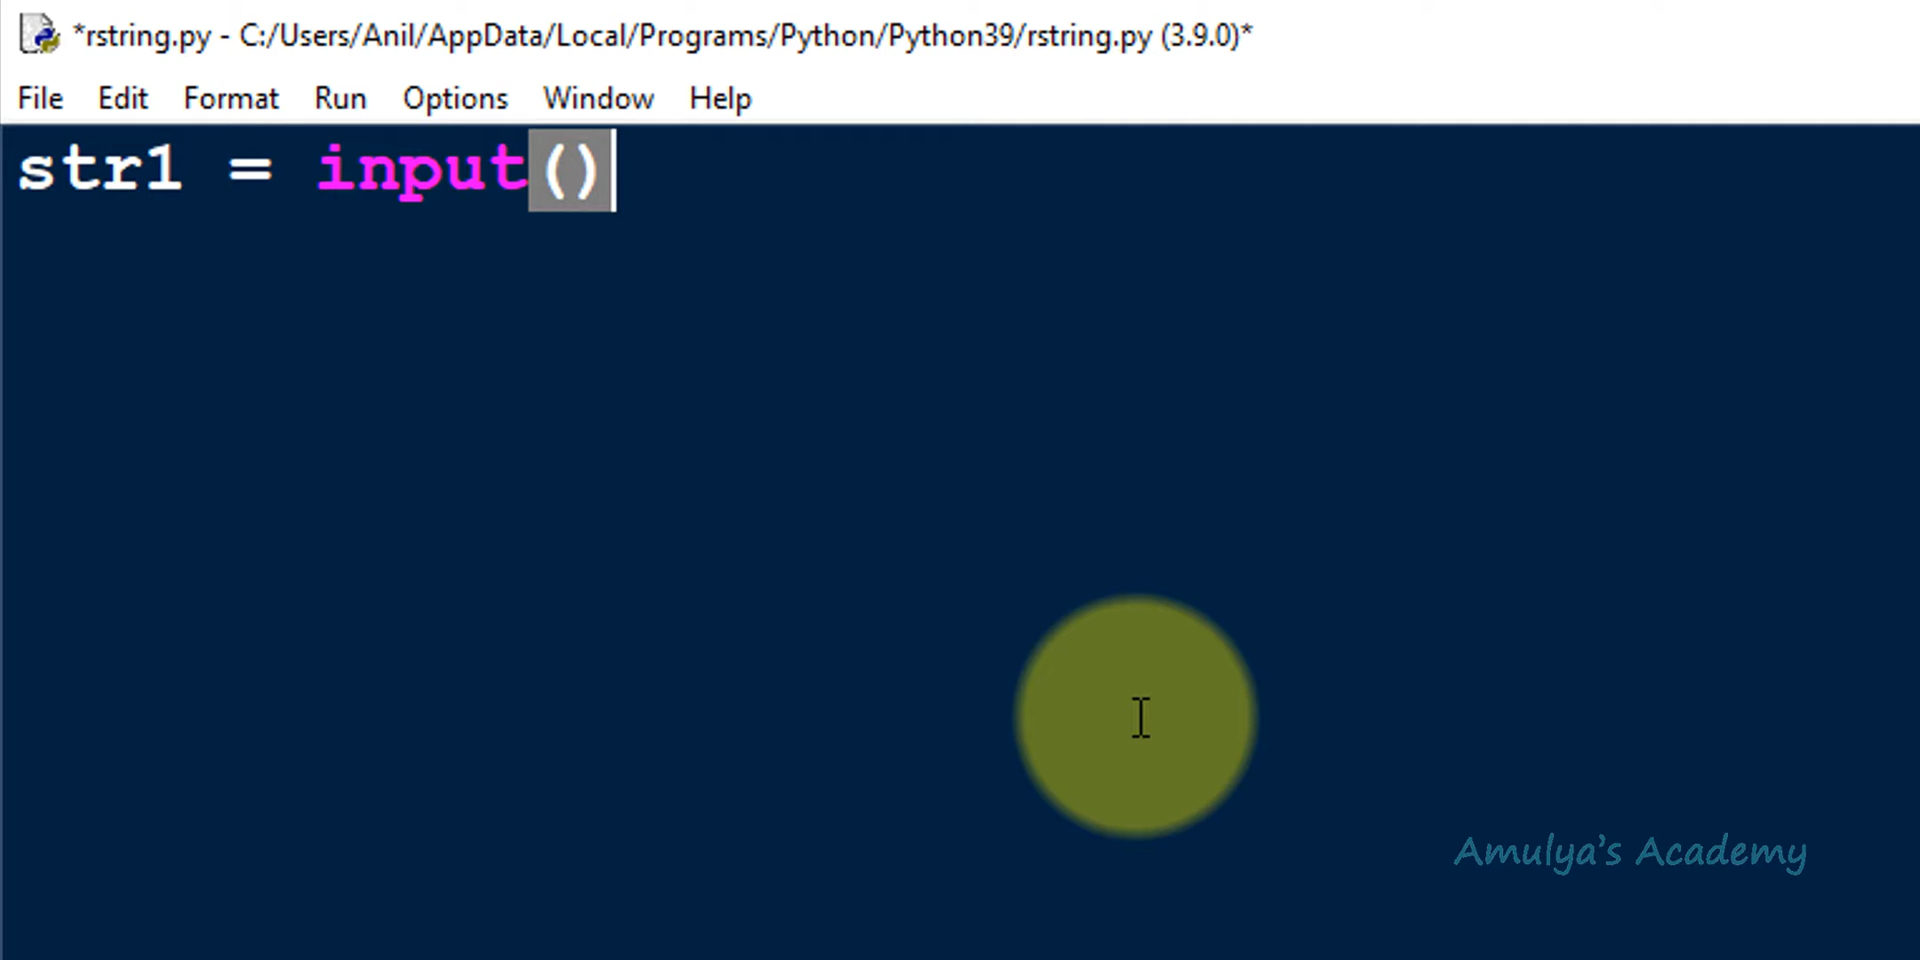 *rstring.py - C:/Users/Anil/AppData/Local/Programs/Python/Python39/rstring.py (3.9.0)*
File Edit Format Run Options Window Help
str1 = input()
Amulya's Academy